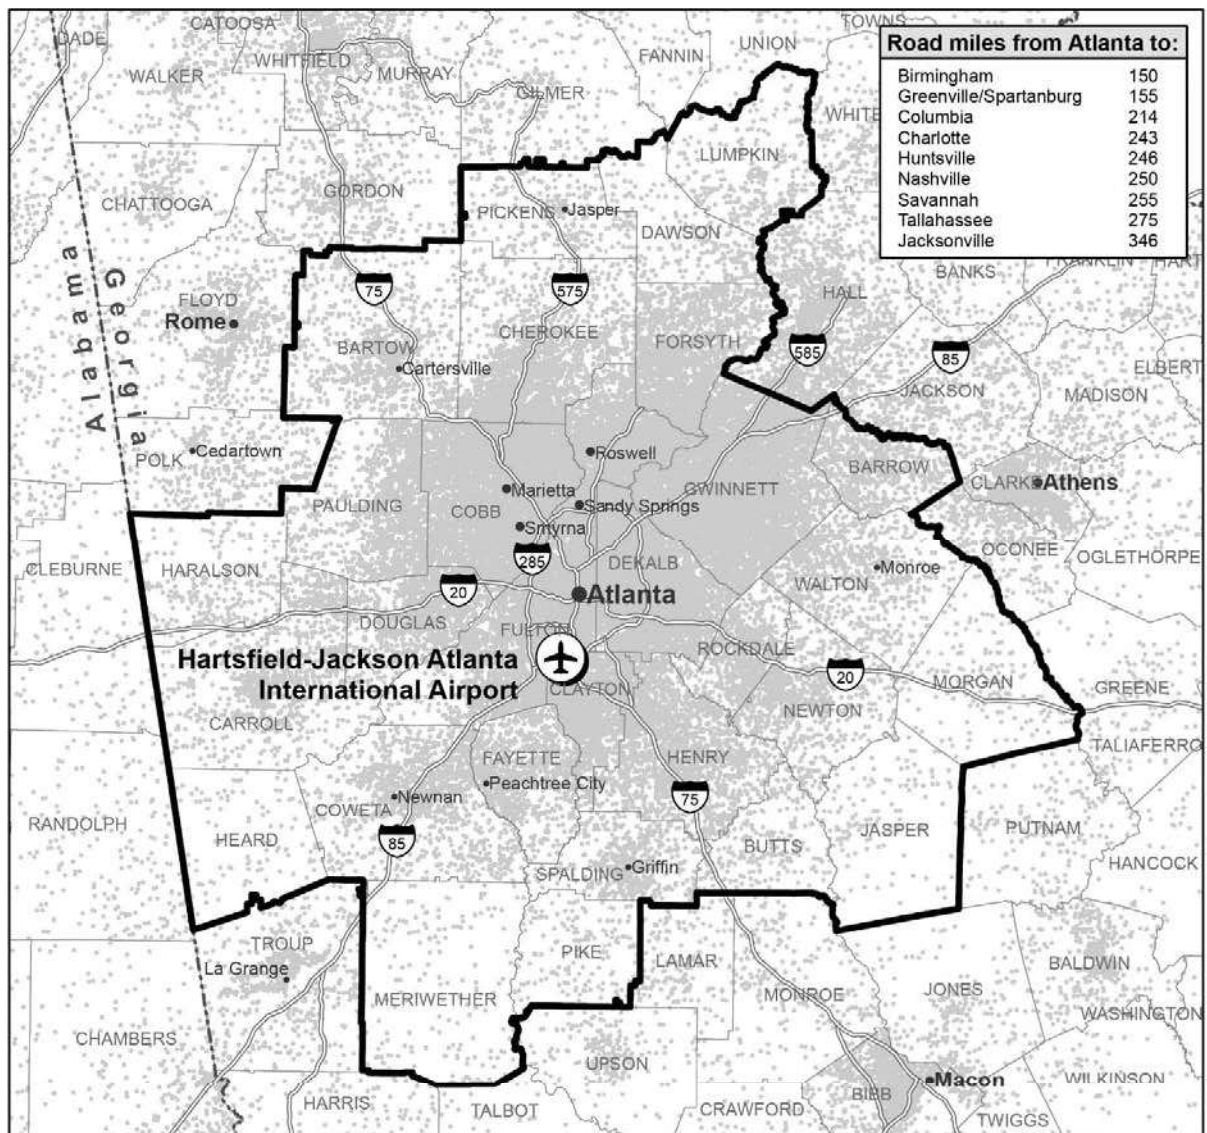 TOWNS
CATOOSA
DADE
UNION
FANNIN
WHITFIELD
WALKER
MURRAY
GILMER
WHITE
Road miles from Atlanta to:
Birmingham 150
Greenville/Spartanburg 155
Columbia 214
Charlotte 243
Huntsville 246
Nashville 250
Savannah 255
Tallahassee 275
Jacksonville 346
LUMPKIN
GORDON
CHATTOOGA
PICKENS
Jasper
DAWSON
Alabama
Georgia
FRANKLIN
HART
BANKS
75
575
HALL
FLOYD
Rome
CHEROKEE
FORSYTH
BARTOW
585
85
Cartersville
ELBERT
JACKSON
MADISON
Cedartown
POLK
Roswell
BARROW
CLARKE
Athens
Marietta
GWINNETT
PAULDING
COBB
Sandy Springs
Smyrna
OCONEE
OGLETHORPE
285
DEKALB
CLEBURNE
HARALSON
Monroe
WALTON
20
Atlanta
DOUGLAS
FULTON
ROCKDALE
Hartsfield-Jackson Atlanta
International Airport
20
MORGAN
GREENE
CLAYTON
NEWTON
CARROLL
TALIAFERRO
FAYETTE
HENRY
Peachtree City
Newnan
75
COWETA
RANDOLPH
HEARD
85
BUTTS
JASPER
PUTNAM
HANCOCK
Griffin
SPALDING
TROUP
PIKE
LAMAR
La Grange
BALDWIN
MERIWETHER
MONROE
JONES
WASHINGTON
CHAMBERS
UPSON
Macon
WILKINSON
BIBB
HARRIS
TALBOT
CRAWFORD
TWIGGS